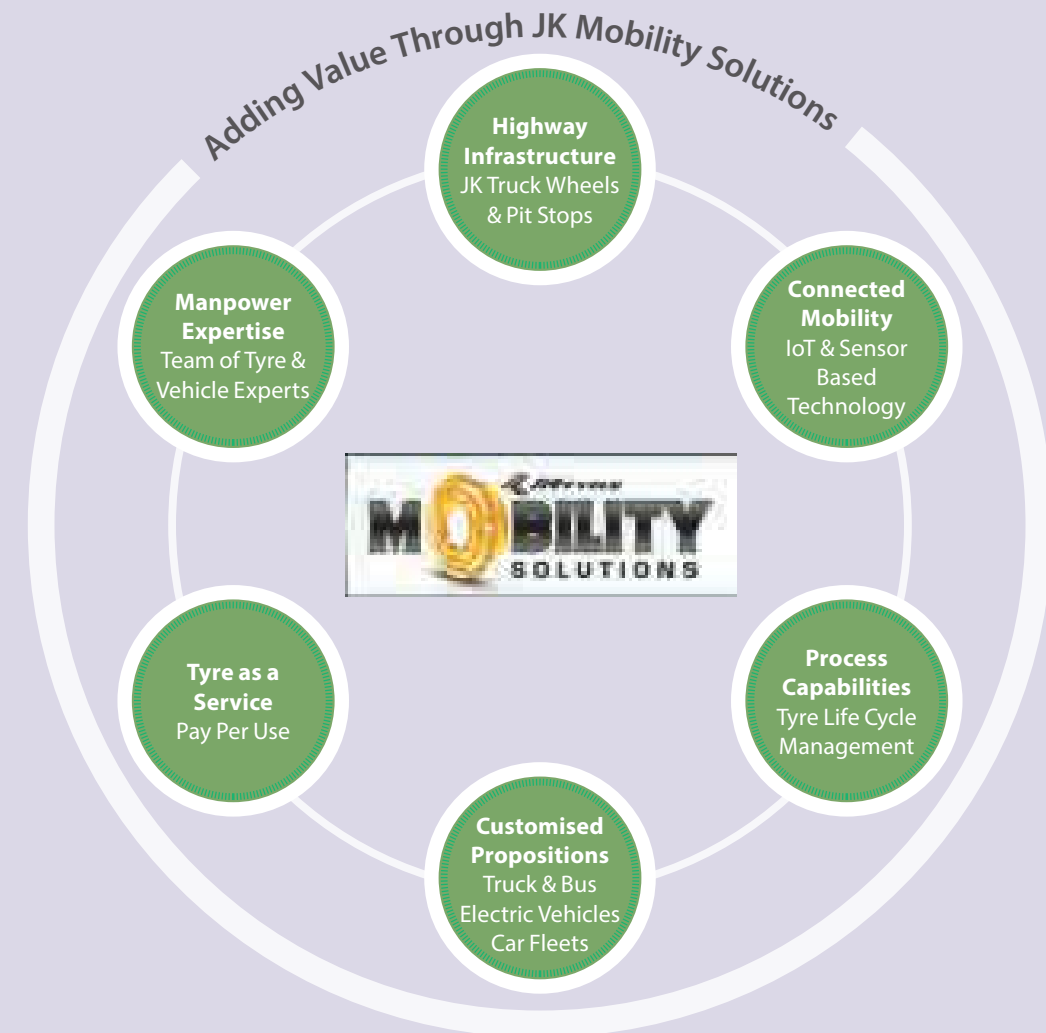 Adding Value Through JK Mobility Solutions
Highway
Infrastructure
JK Truck Wheels
& Pit Stops
Connected
Mobility
IoT & Sensor
Based
Technology
Process
Capabilities
Tyre Life Cycle
Management
Customised
Propositions
Truck & Bus
Electric Vehicles
Car Fleets
Tyre as a
Service
Pay Per Use
Manpower
Expertise
Team of Tyre &
Vehicle Experts
MOBILITY
SOLUTIONS